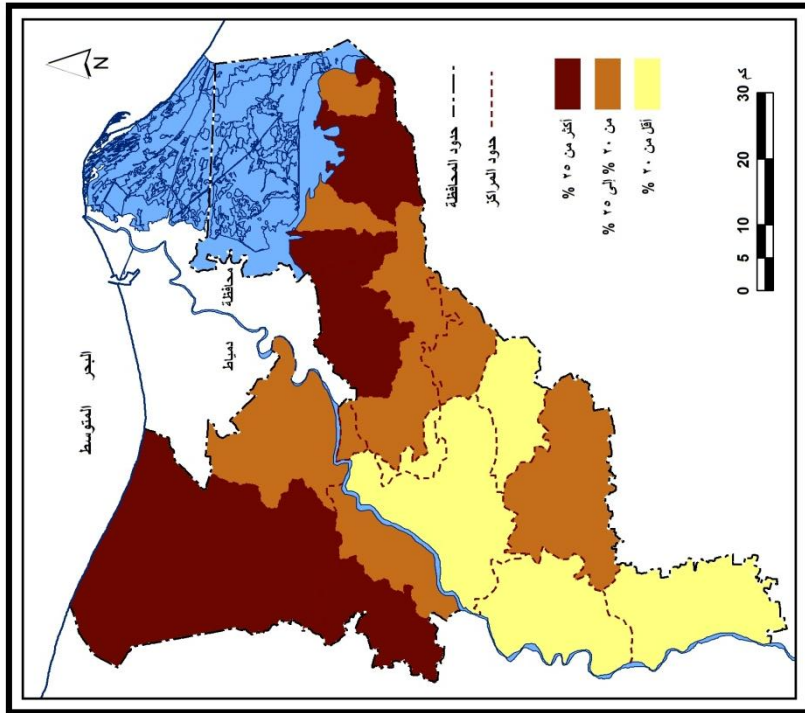 N
البحر
المتوسط
محافظة
دمياط
حدود المحافظة
حدود المراكز
أكثر من ٢٥ %
من ٢٠ % إلى ٢٥ %
أقل من ٢٠ %
كم
0 5 10 20 30